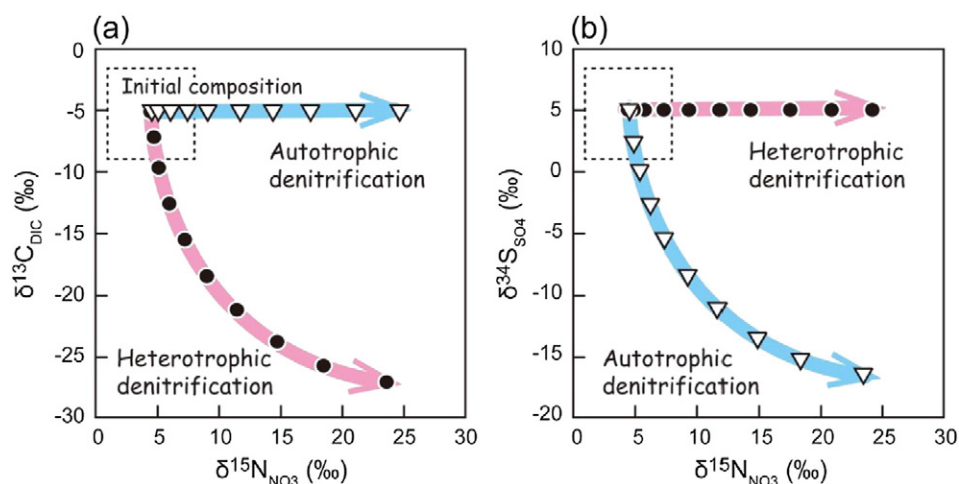 (a)
0
-5
-10
-15
-20
-25
-30
δ13CDIC (‰)
Initial composition
Autotrophic
denitrification
Heterotrophic
denitrification
0 5 10 15 20 25 30
δ15NNO3 (‰)
(b)
10
5
0
-5
-10
-15
-20
δ34SSO4 (‰)
Heterotrophic
denitrification
Autotrophic
denitrification
0 5 10 15 20 25 30
δ15NNO3 (‰)